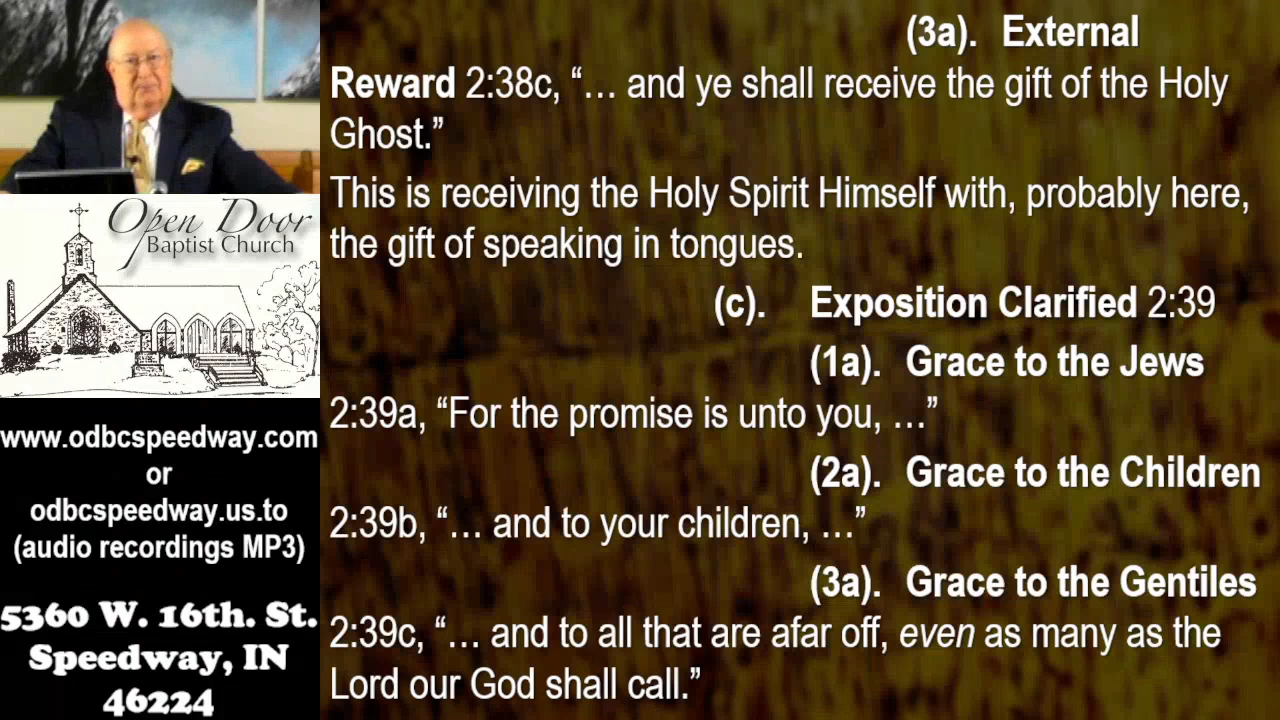 Open Door
Baptist Church
www.odbcspeedway.com
or
odbcspeedway.us.to
(audio recordings MP3)
5360 W. 16th. St.
Speedway, IN
46224
(3a). External
Reward 2:38c, “… and ye shall receive the gift of the Holy
Ghost.”
This is receiving the Holy Spirit Himself with, probably here,
the gift of speaking in tongues.
(c). Exposition Clarified 2:39
(1a). Grace to the Jews
2:39a, “For the promise is unto you, …”
(2a). Grace to the Children
2:39b, “… and to your children, …”
(3a). Grace to the Gentiles
2:39c, “… and to all that are afar off, even as many as the
Lord our God shall call.”